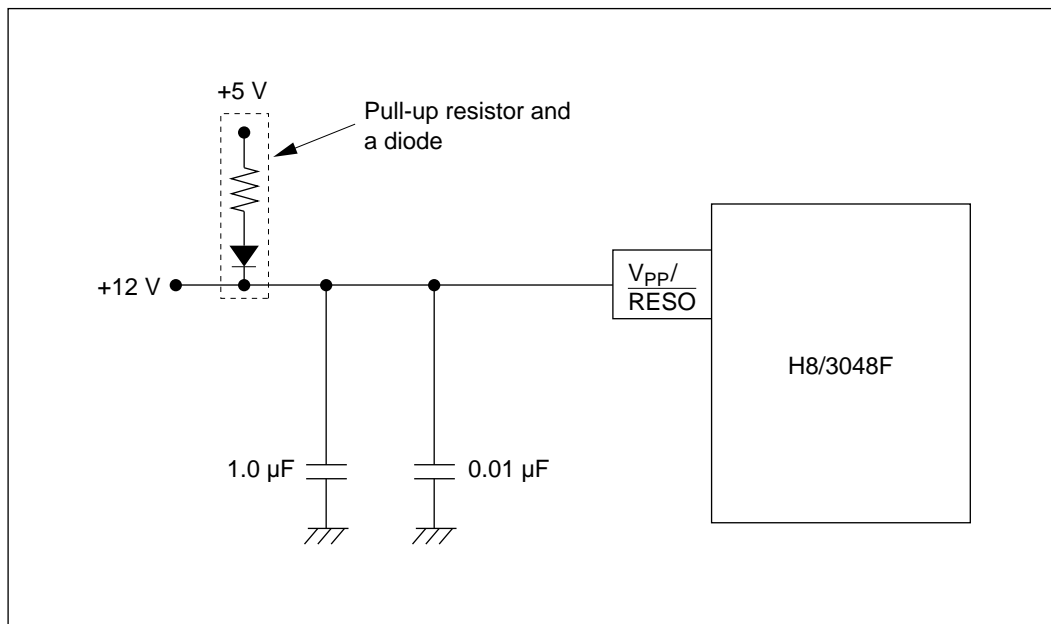 +5 V
Pull-up resistor and
a diode
+12 V
VPP/
RESO
H8/3048F
1.0 µF
0.01 µF